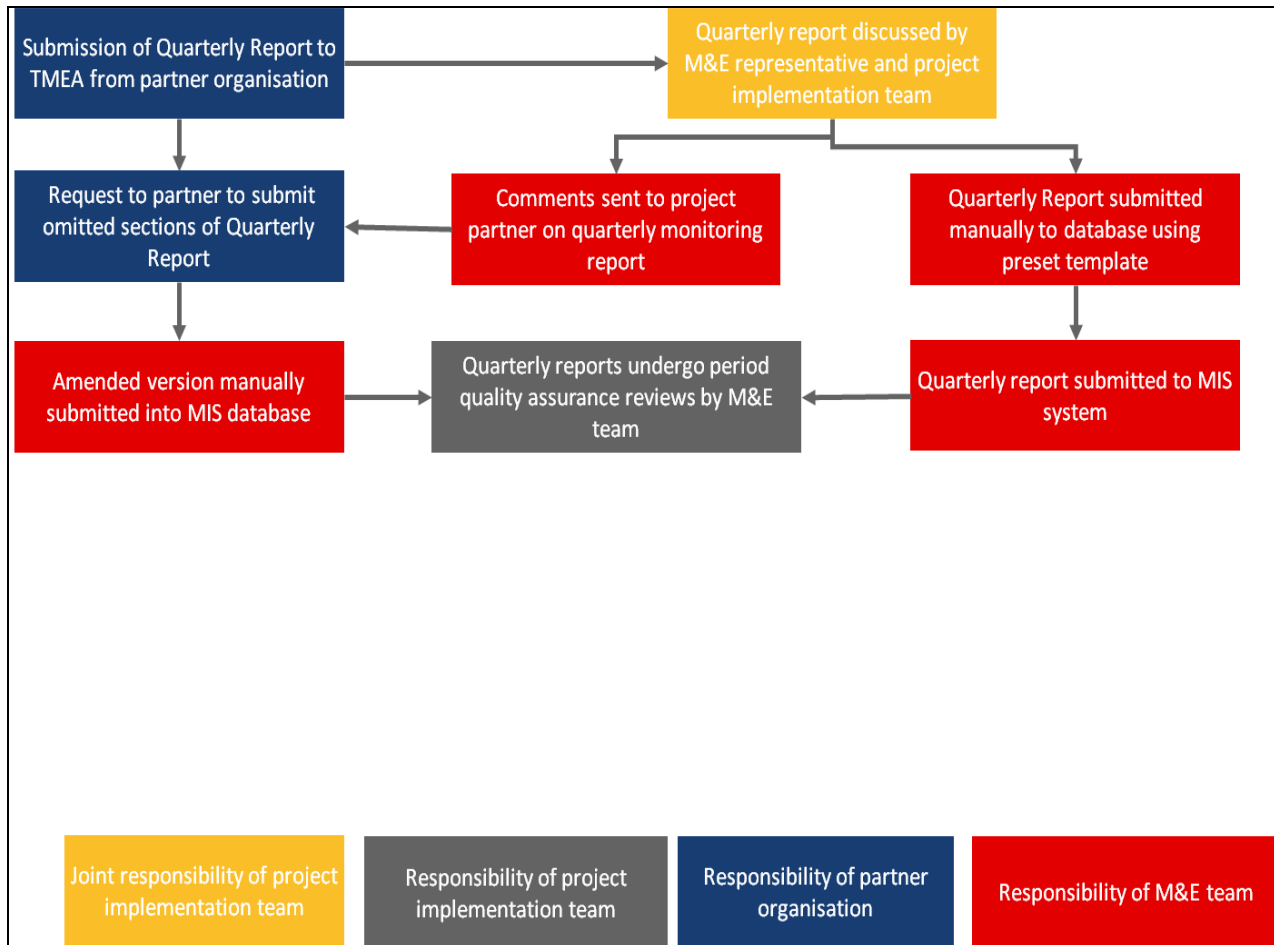 Submission of Quarterly Report to
TMEA from partner organisation
Quarterly report discussed by
M&E representative and project
implementation team
Request to partner to submit
omitted sections of Quarterly
Report
Comments sent to project
partner on quarterly monitoring
report
Quarterly Report submitted
manually to database using
preset template
Amended version manually
submitted into MIS database
Quarterly reports undergo period
quality assurance reviews by M&E
team
Quarterly report submitted to MIS
system
Joint responsibility of project
implementation team
Responsibility of project
implementation team
Responsibility of partner
organisation
Responsibility of M&E team